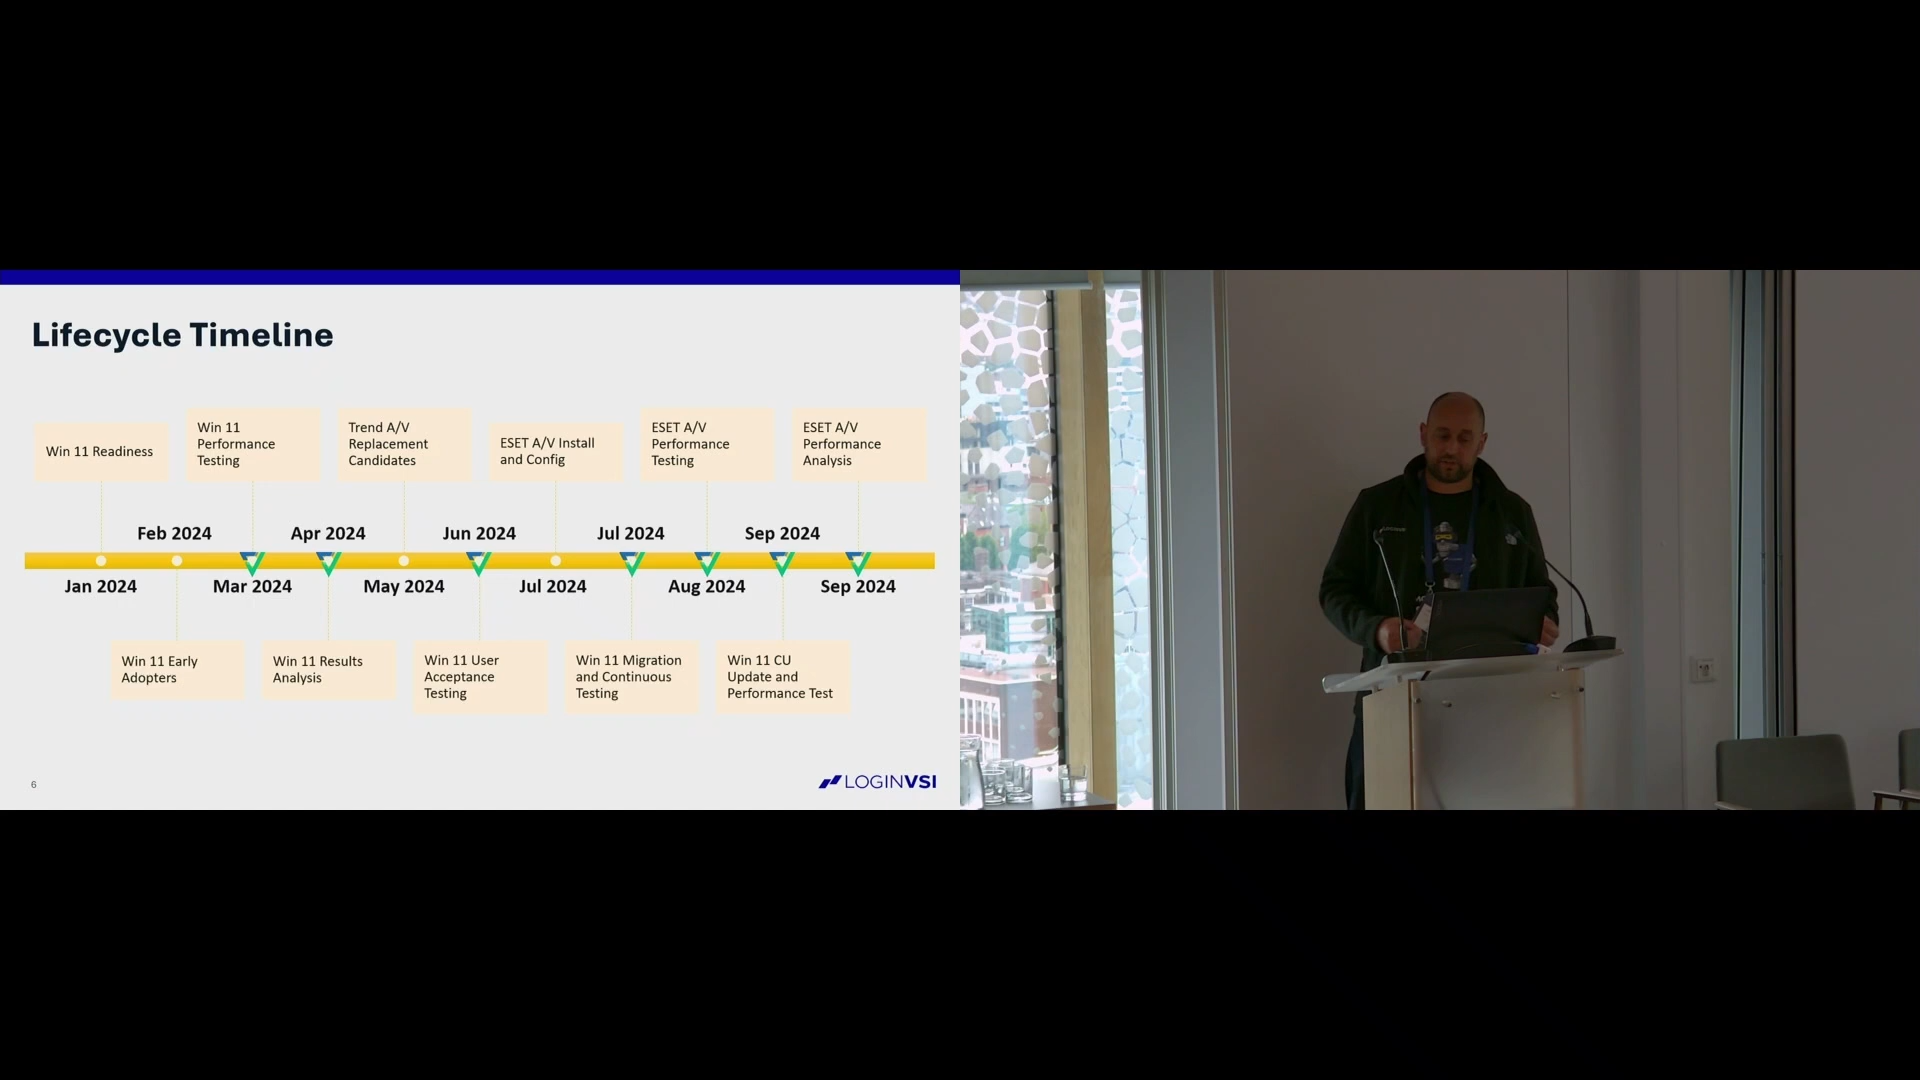 Lifecycle Timeline
Win 11 Readiness
Win 11
Performance
Testing
Trend A/V
Replacement
Candidates
ESET A/V Install
and Config
ESET A/V
Performance
Testing
ESET A/V
Performance
Analysis
Feb 2024
Apr 2024
Jun 2024
Jul 2024
Sep 2024
Jan 2024
Mar 2024
May 2024
Jul 2024
Aug 2024
Sep 2024
Win 11 Early
Adopters
Win 11 Results
Analysis
Win 11 User
Acceptance
Testing
Win 11 Migration
and Continuous
Testing
Win 11 CU
Update and
Performance Test
6
LOGINVSI